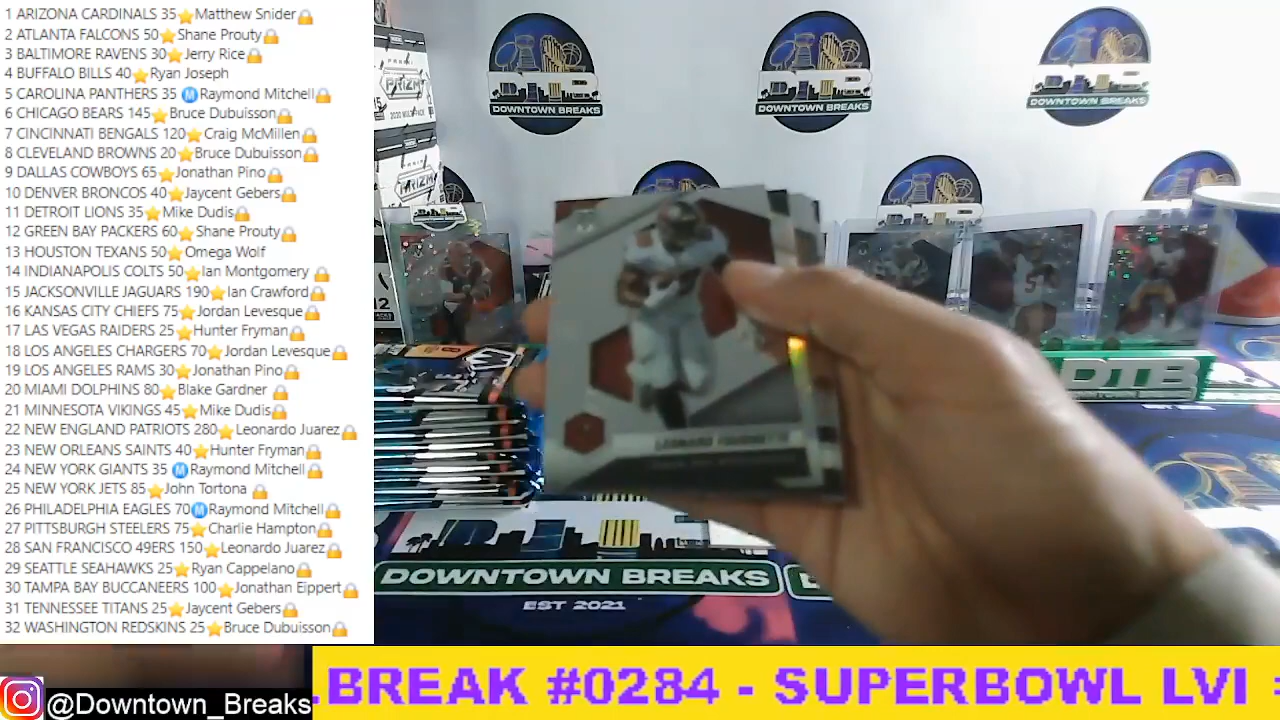 1 ARIZONA CARDINALS 35⭐Matthew Snider🔒
2 ATLANTA FALCONS 50⭐Shane Prouty🔒
3 BALTIMORE RAVENS 30⭐Jerry Rice🔒
4 BUFFALO BILLS 40⭐Ryan Joseph
5 CAROLINA PANTHERS 35 Ⓜ️Raymond Mitchell🔒
6 CHICAGO BEARS 145⭐Bruce Dubuisson🔒
7 CINCINNATI BENGALS 120⭐Craig McMillen🔒
8 CLEVELAND BROWNS 20⭐Bruce Dubuisson🔒
9 DALLAS COWBOYS 65⭐Jonathan Pino🔒
10 DENVER BRONCOS 40⭐Jaycent Gebers🔒
11 DETROIT LIONS 35⭐Mike Dudis🔒
12 GREEN BAY PACKERS 60⭐Shane Prouty🔒
13 HOUSTON TEXANS 50⭐Omega Wolf
14 INDIANAPOLIS COLTS 50⭐Ian Montgomery 🔒
15 JACKSONVILLE JAGUARS 190⭐Ian Crawford🔒
16 KANSAS CITY CHIEFS 75⭐Jordan Levesque🔒
17 LAS VEGAS RAIDERS 25⭐Hunter Fryman🔒
18 LOS ANGELES CHARGERS 70⭐Jordan Levesque🔒
19 LOS ANGELES RAMS 30⭐Jonathan Pino🔒
20 MIAMI DOLPHINS 80⭐Blake Gardner 🔒
21 MINNESOTA VIKINGS 45⭐Mike Dudis🔒
22 NEW ENGLAND PATRIOTS 280⭐Leonardo Juarez🔒
23 NEW ORLEANS SAINTS 40⭐Hunter Fryman🔒
24 NEW YORK GIANTS 35 Ⓜ️Raymond Mitchell🔒
25 NEW YORK JETS 85⭐John Tortona 🔒
26 PHILADELPHIA EAGLES 70Ⓜ️Raymond Mitchell🔒
27 PITTSBURGH STEELERS 75⭐Charlie Hampton🔒
28 SAN FRANCISCO 49ERS 150⭐Leonardo Juarez🔒
29 SEATTLE SEAHAWKS 25⭐Ryan Cappelano🔒
30 TAMPA BAY BUCCANEERS 100⭐Jonathan Eippert🔒
31 TENNESSEE TITANS 25⭐Jaycent Gebers🔒
32 WASHINGTON REDSKINS 25⭐Bruce Dubuisson🔒
PRIZM
PRIZM
DTB
DOWNTOWN BREAKS
DTB
DOWNTOWN BREAKS
DTB
DOWNTOWN BREAKS
LEONARD FOURNETTE
DTB
DOWNTOWN BREAKS
EST 2021
@Downtown_Breaks
.BREAK #0284 - SUPERBOWL LVI